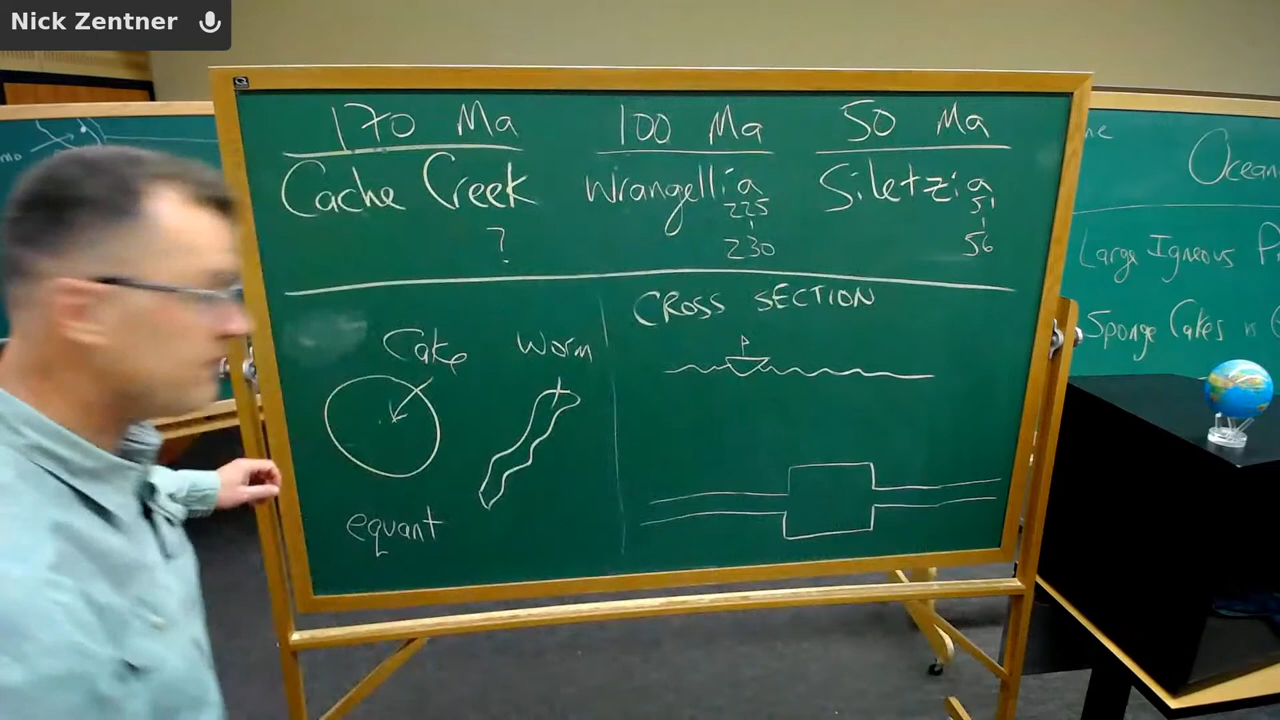 Nick Zentner
170 Ma 100 Ma 50 Ma
Cache Creek Wrangellia Siletzia
? 225 51
230 56
CROSS SECTION
Cake Worm
equant
Ocean
Large Igneous P
Sponge Cakes